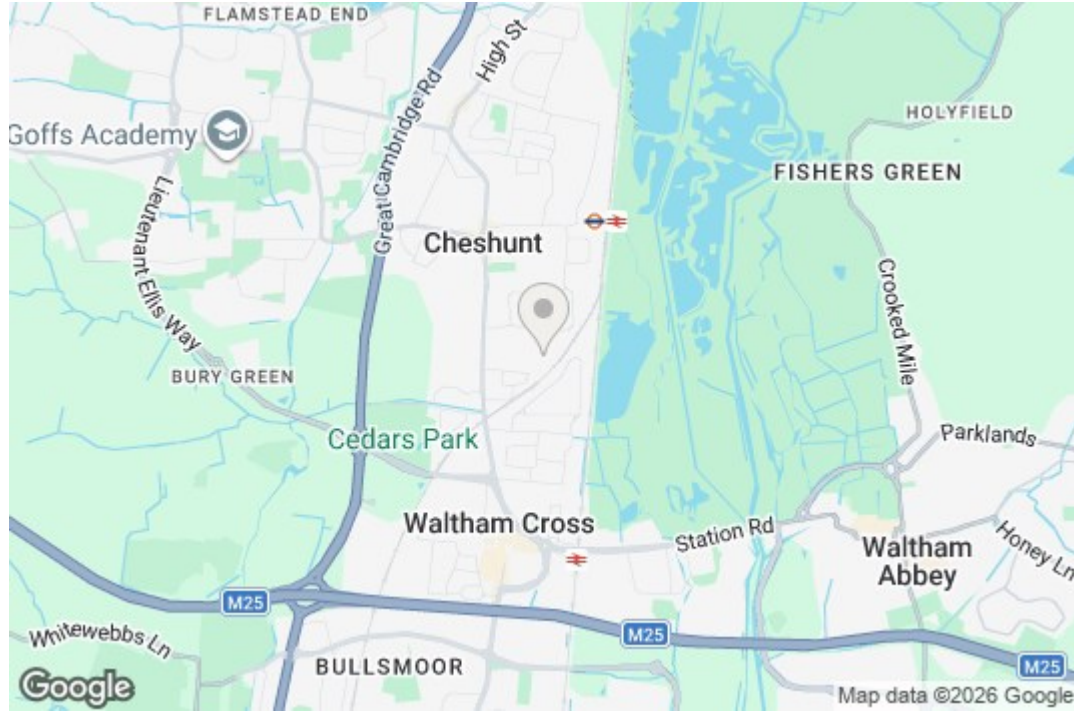 FLAMSTEAD END
High St
Great Cambridge Rd
HOLYFIELD
Goffs Academy
FISHERS GREEN
Lieutenant Ellis Way
Cheshunt
Crooked Mile
BURY GREEN
Cedars Park
Parklands
Waltham Cross
Station Rd
Waltham
Abbey
Honey Ln
M25
M25
Whitewebbs Ln
BULLSMOOR
M25
Google
Map data ©2026 Google